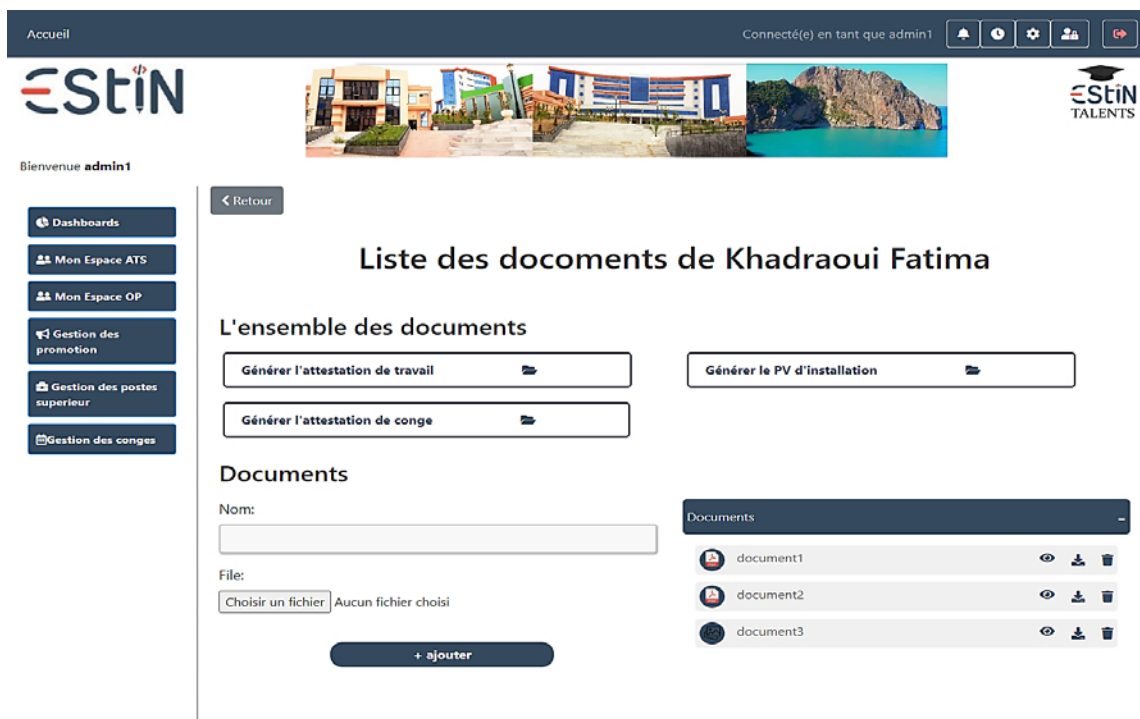 Accueil
Connecté(e) en tant que admin1
EStiN
</>
EStiN
TALENTS
Bienvenue admin1
Retour
Dashboards
Mon Espace ATS
Mon Espace OP
Gestion des
promotion
Gestion des postes
superieur
Gestion des conges
Liste des docoments de Khadraoui Fatima
L'ensemble des documents
Générer l'attestation de travail
Générer le PV d'installation
Générer l'attestation de conge
Documents
Nom:
File:
Choisir un fichier Aucun fichier choisi
+ ajouter
Documents
-
document1
document2
document3